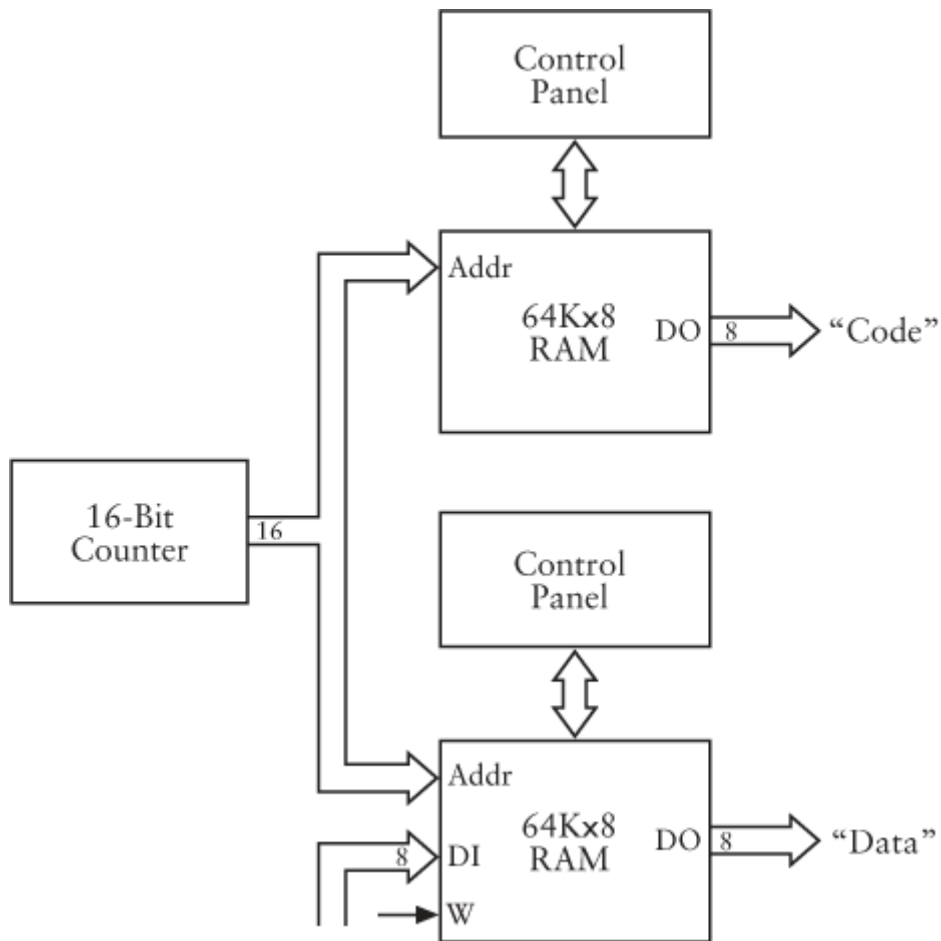 Control
Panel
Addr
64Kx8
RAM
DO
8
“Code”
16-Bit
Counter
16
Control
Panel
Addr
64Kx8
RAM
DO
8
“Data”
8
DI
W